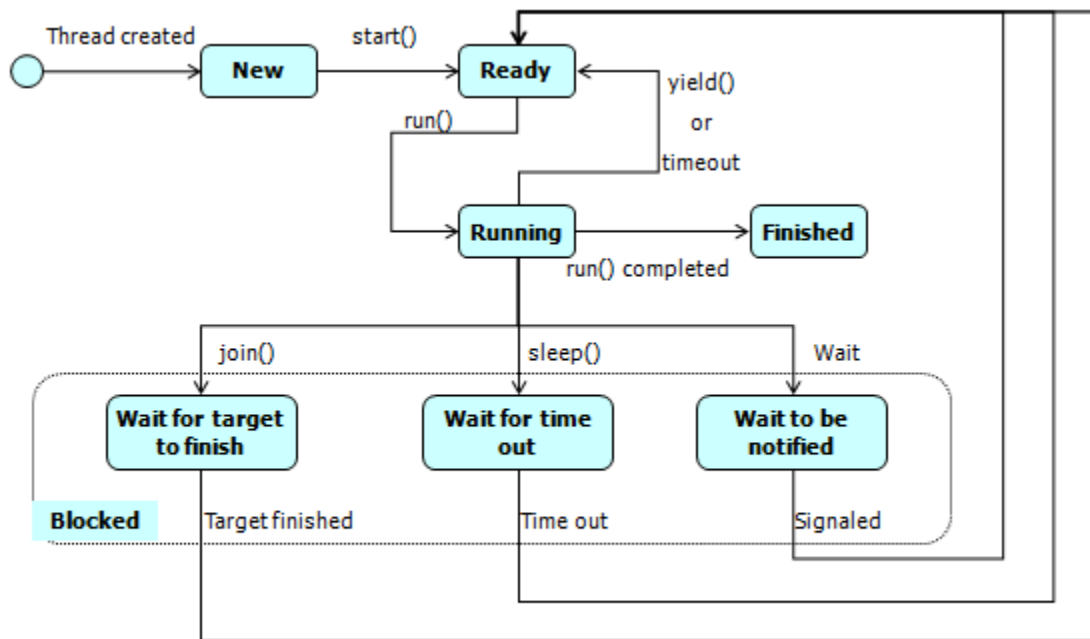 Thread created
start()
New
Ready
yield()
or
timeout
run()
Running
Finished
run() completed
join()
sleep()
Wait
Wait for target
to finish
Wait for time
out
Wait to be
notified
Blocked
Target finished
Time out
Signaled